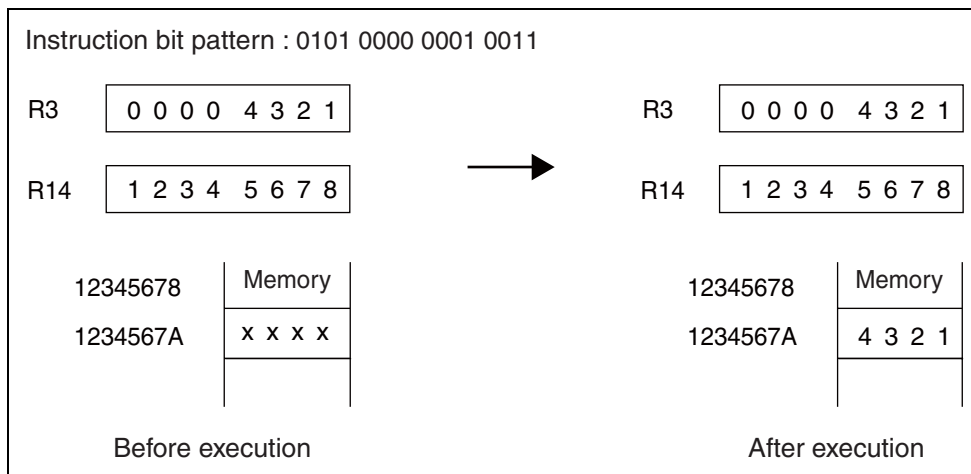 Instruction bit pattern : 0101 0000 0001 0011
R3 0 0 0 0 4 3 2 1
R3 0 0 0 0 4 3 2 1
R14 1 2 3 4 5 6 7 8
R14 1 2 3 4 5 6 7 8
12345678 Memory
12345678 Memory
1234567A x x x x
1234567A 4 3 2 1
Before execution
After execution